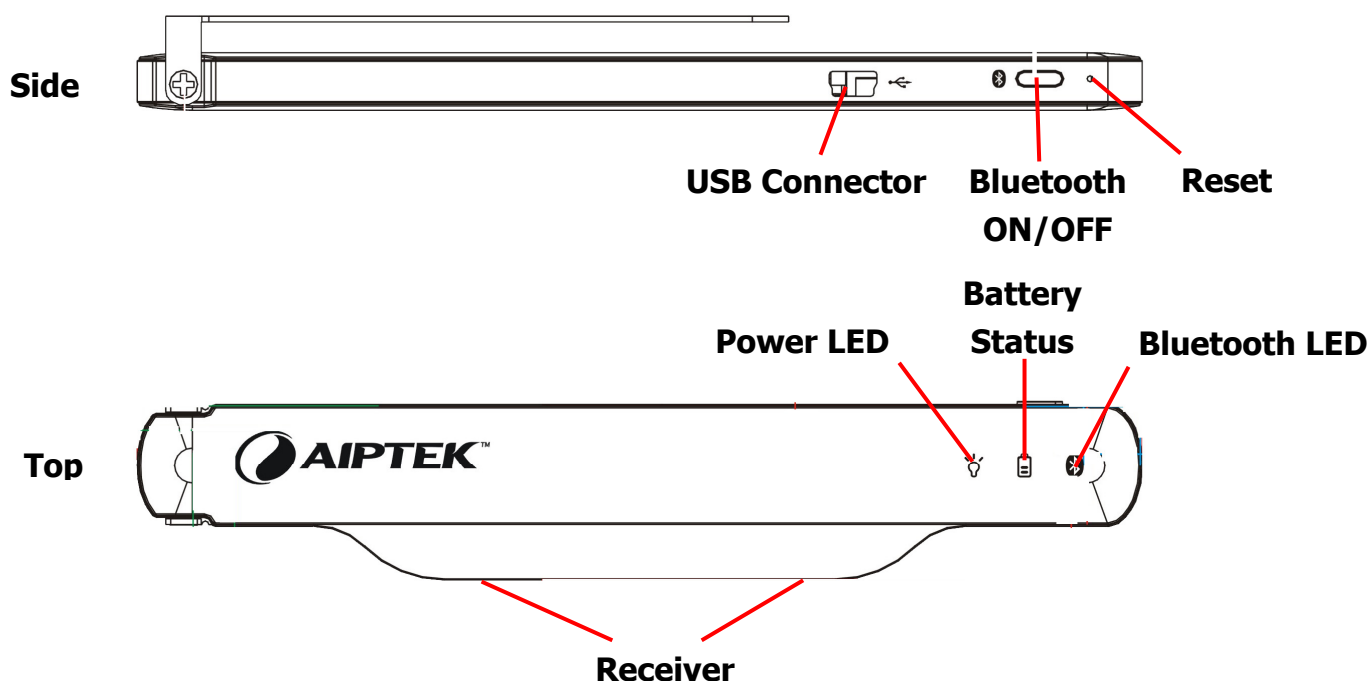 Side
USB Connector
Bluetooth
ON/OFF
Reset
Battery
Status
Power LED
Bluetooth LED
Top
AIPTEK™
Receiver